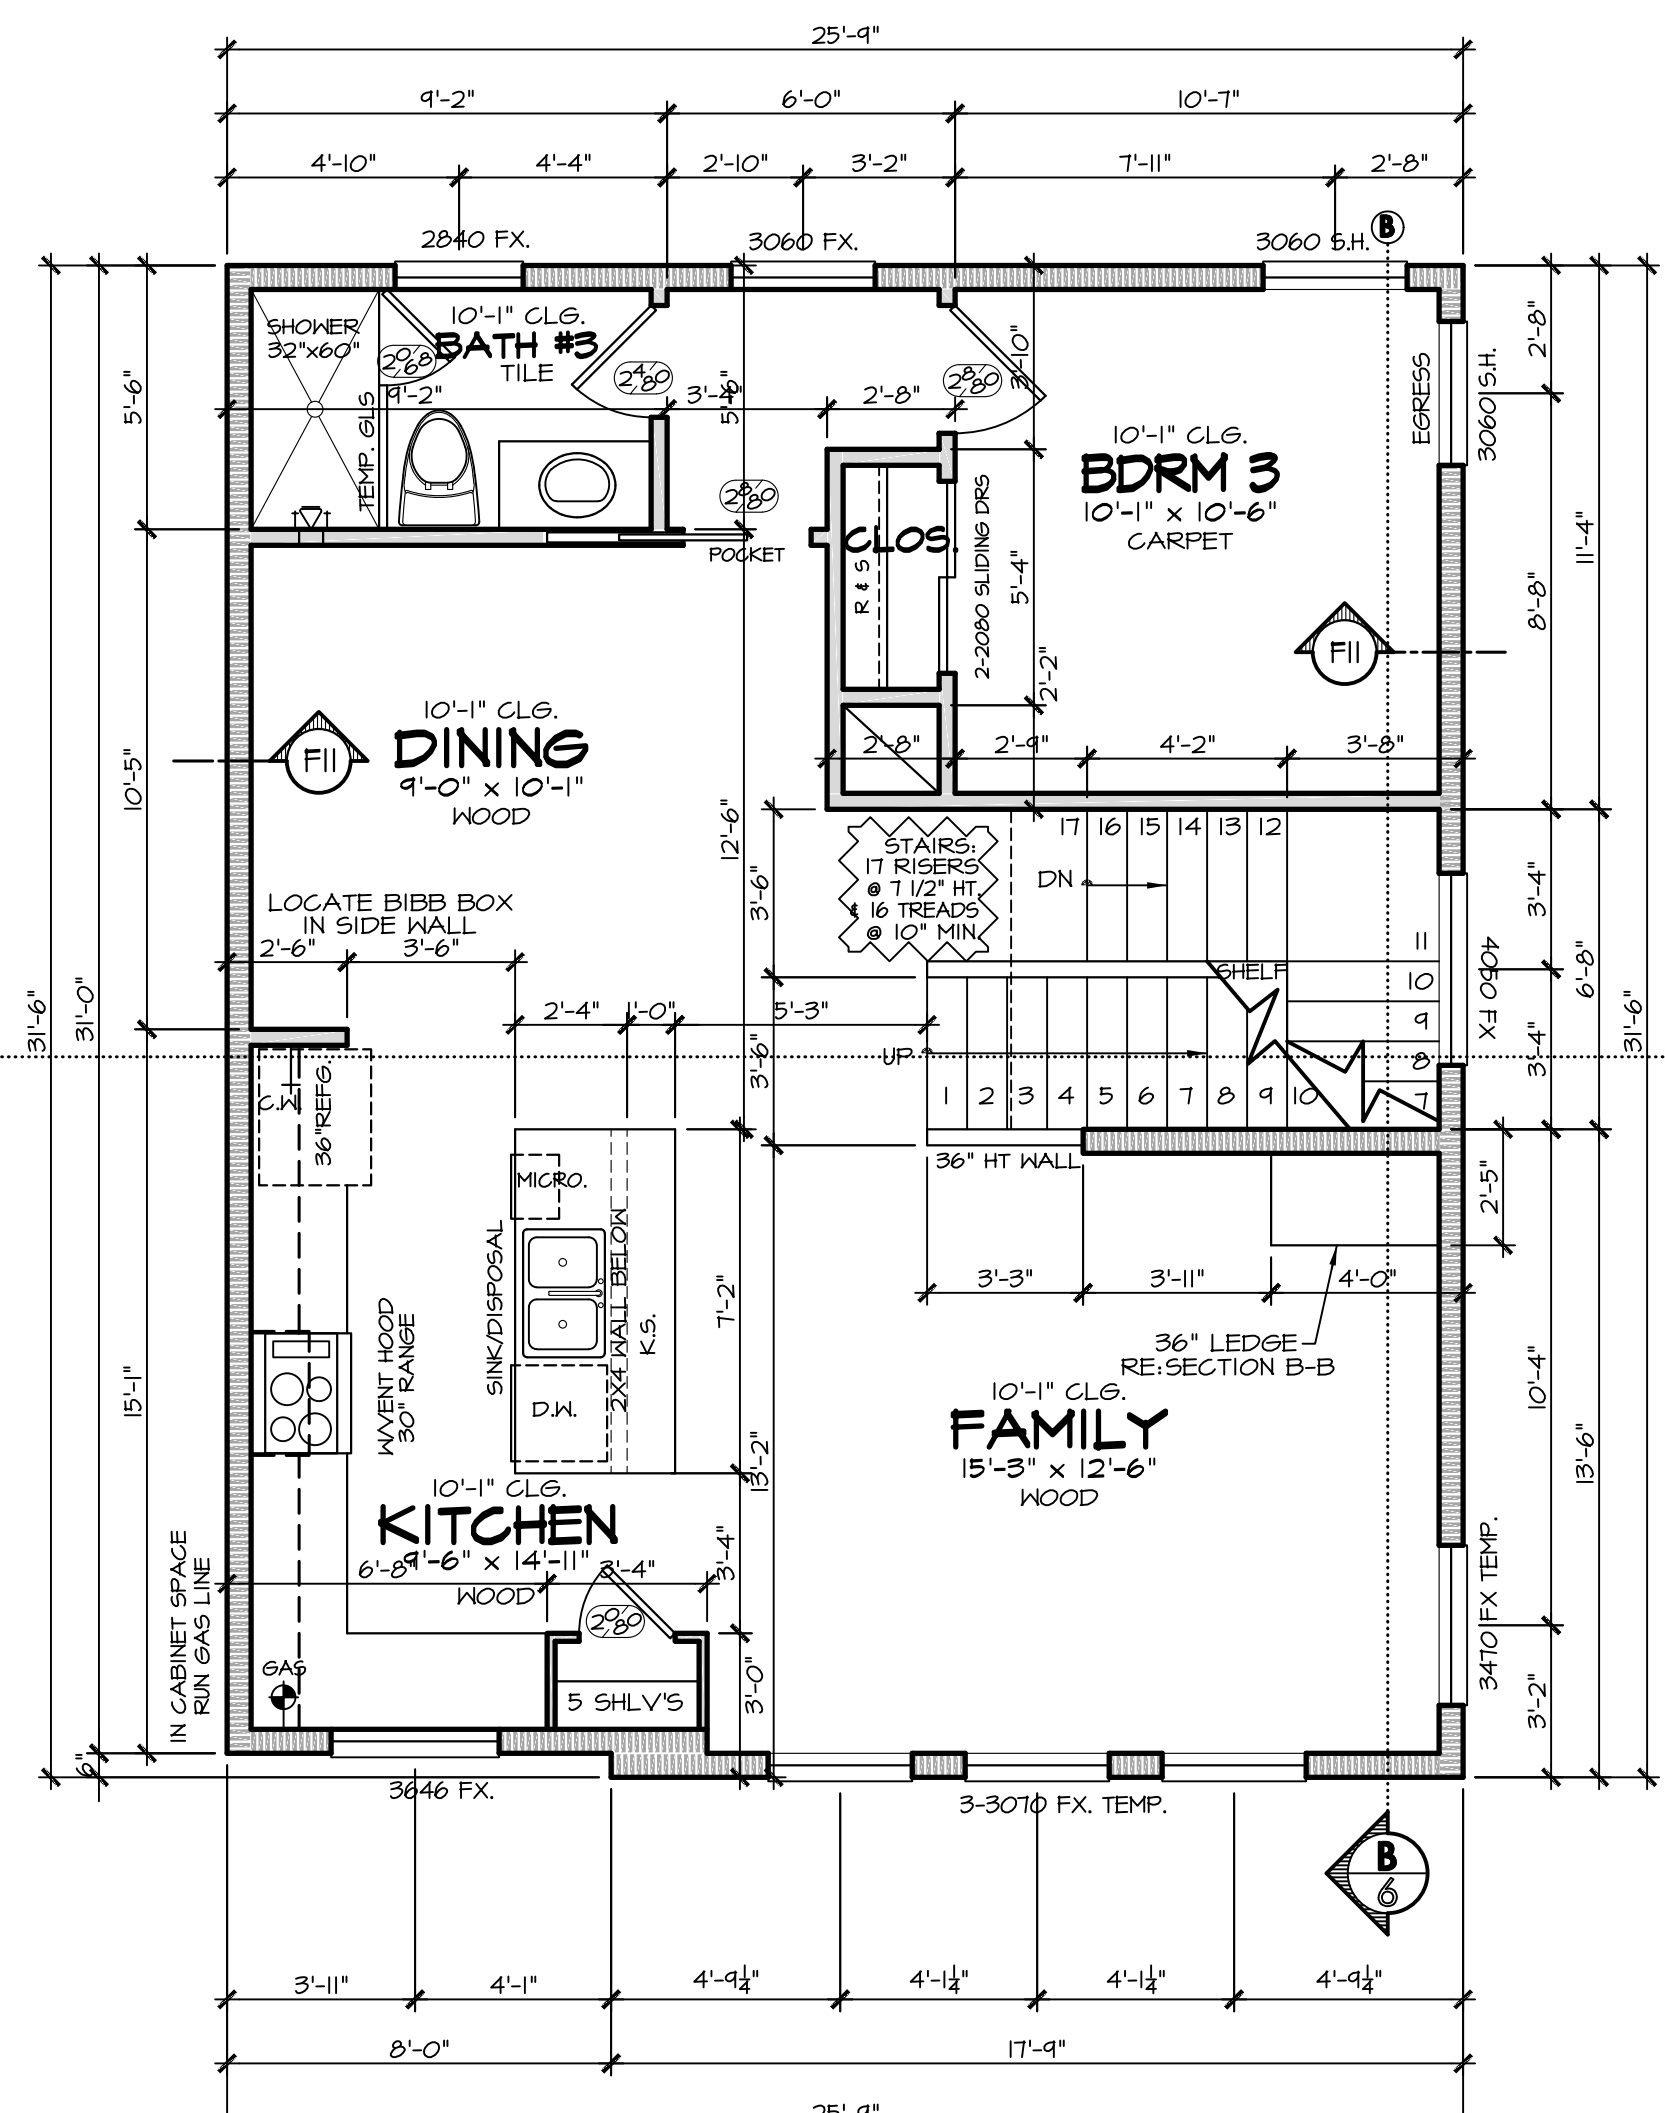 25'-9"
9'-2" 6'-0" 10'-7"
4'-10" 4'-4" 2'-10" 3'-2" 7'-11" 2'-8"
2840 FX. 3060 FX. 3060 S.H. B
SHOWER
32"x60"
TEMP. GLS
10'-1" CLG.
BATH #3
TILE
2068
2480
2880
9'-2" 3'-4" 2'-8"
5'-6"
5'-6"
3'-10"
2880
POCKET
CLOS.
R & S
2-2080 SLIDING DRS
5'-4"
2'-2"
10'-1" CLG.
BDRM 3
10'-1" x 10'-6"
CARPET
EGRESS
3060 S.H.
2'-8"
8'-8"
11'-4"
F11
F11
10'-1" CLG.
DINING
9'-0" x 10'-1"
WOOD
10'-5"
2'-8" 2'-9" 4'-2" 3'-8"
12'-6"
LOCATE BIBB BOX
IN SIDE WALL
2'-6" 3'-6"
2'-4" 1'-0" 5'-3"
3'-6"
3'-6"
STAIRS:
17 RISERS
@ 7 1/2" HT.
& 16 TREADS
@ 10" MIN.
17 16 15 14 13 12
DN
11
10
9
8
7
SHELF
UP
1 2 3 4 5 6 7 8 9 10
36" HT WALL
4050 FX
3'-4"
3'-4"
6'-8"
31'-6"
31'-6"
31'-0"
C.W.
36" REFG.
MICRO.
SINK/DISPOSAL
2X4 WALL BELOW
K.S.
D.W.
W/VENT HOOD
30" RANGE
7'-2"
13'-2"
15'-1"
2'-5"
3'-3" 3'-11" 4'-0"
36" LEDGE
RE:SECTION B-B
10'-1" CLG.
FAMILY
15'-3" x 12'-6"
WOOD
10'-4"
13'-6"
3470 FX TEMP.
3'-2"
10'-1" CLG.
KITCHEN
9'-6" x 14'-11"
6'-8" 3'-4"
WOOD
3'-4"
2080
3'-0"
5 SHLV'S
GAS
IN CABINET SPACE
RUN GAS LINE
6"
3646 FX. 3-3070 FX. TEMP.
B
6
3'-11" 4'-1" 4'-9¼" 4'-1¼" 4'-1¼" 4'-9¼"
8'-0" 17'-9"
25'-9"